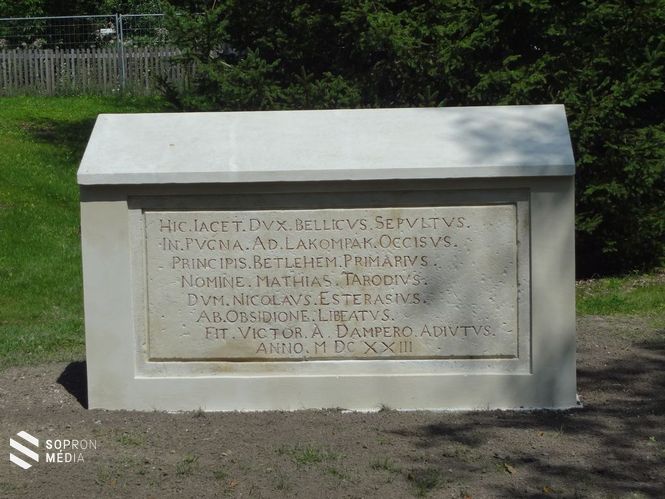 HIC. IACET. DVX. BELLICVS. SEPVLTVS.
IN. PVGNA. AD. LAKOMPAK. OCCISVS.
PRINCIPIS. BETLEHEM. PRIMARIVS.
NOMINE. MATHIAS. TARODIVS.
DVM. NICOLAVS. ESTERASIVS.
AB. OBSIDIONE. LIBEATVS.
FIT. VICTOR. A. DAMPERO. ADIVTVS.
ANNO. M DC XXIII
SOPRON
MÉDIA.